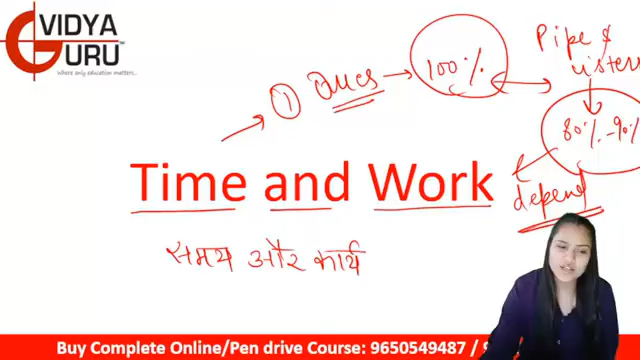 VIDYA
GURU
Where only education matters...
① Ques → 100%
Pipe &
80% - 90%
depend
Time and Work
समय और कार्य
Buy Complete Online/Pen drive Course: 9650549487 / 9